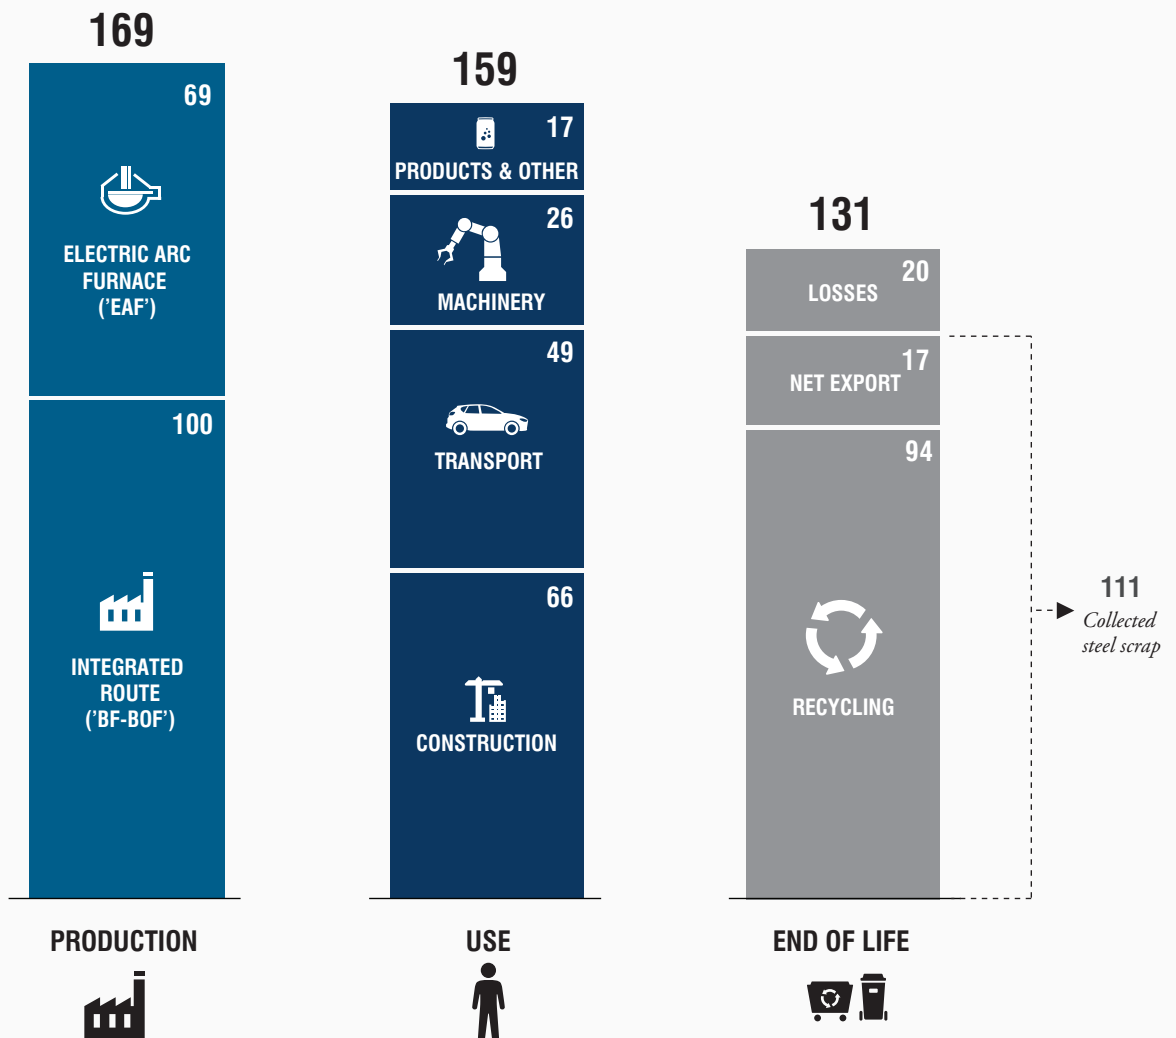 169
69
ELECTRIC ARC
FURNACE
('EAF')
100
INTEGRATED
ROUTE
('BF-BOF')
PRODUCTION
159
17
PRODUCTS & OTHER
26
MACHINERY
49
TRANSPORT
66
CONSTRUCTION
USE
131
20
LOSSES
17
NET EXPORT
94
RECYCLING
END OF LIFE
111
Collected
steel scrap